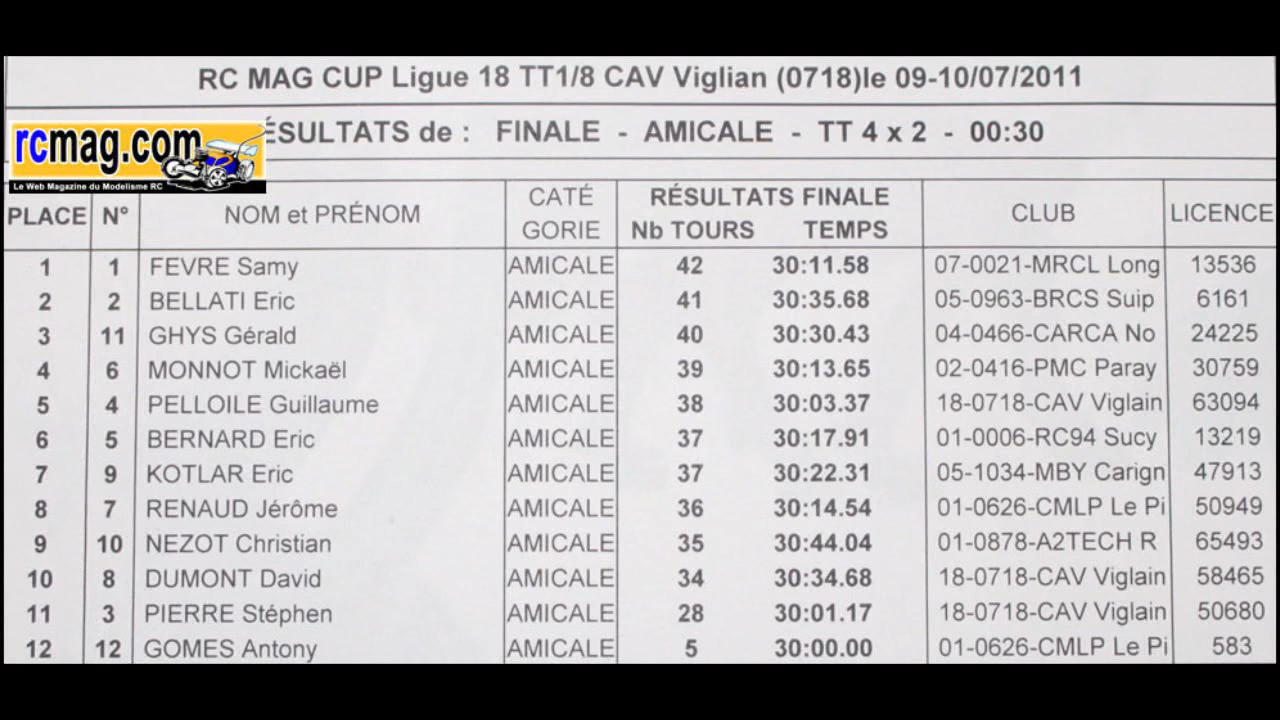 RC MAG CUP Ligue 18 TT1/8 CAV Viglian (0718)le 09-10/07/2011
ÉSULTATS de : FINALE - AMICALE - TT 4 x 2 - 00:30
rcmag.com
Le Web Magazine du Modelisme RC
PLACE N° NOM et PRÉNOM CATÉ GORIE RÉSULTATS FINALE Nb TOURS TEMPS CLUB LICENCE
1 1 FEVRE Samy AMICALE 42 30:11.58 07-0021-MRCL Long 13536
2 2 BELLATI Eric AMICALE 41 30:35.68 05-0963-BRCS Suip 6161
3 11 GHYS Gérald AMICALE 40 30:30.43 04-0466-CARCA No 24225
4 6 MONNOT Mickaël AMICALE 39 30:13.65 02-0416-PMC Paray 30759
5 4 PELLOILE Guillaume AMICALE 38 30:03.37 18-0718-CAV Viglain 63094
6 5 BERNARD Eric AMICALE 37 30:17.91 01-0006-RC94 Sucy 13219
7 9 KOTLAR Eric AMICALE 37 30:22.31 05-1034-MBY Carign 47913
8 7 RENAUD Jérôme AMICALE 36 30:14.54 01-0626-CMLP Le Pi 50949
9 10 NEZOT Christian AMICALE 35 30:44.04 01-0878-A2TECH R 65493
10 8 DUMONT David AMICALE 34 30:34.68 18-0718-CAV Viglain 58465
11 3 PIERRE Stéphen AMICALE 28 30:01.17 18-0718-CAV Viglain 50680
12 12 GOMES Antony AMICALE 5 30:00.00 01-0626-CMLP Le Pi 583